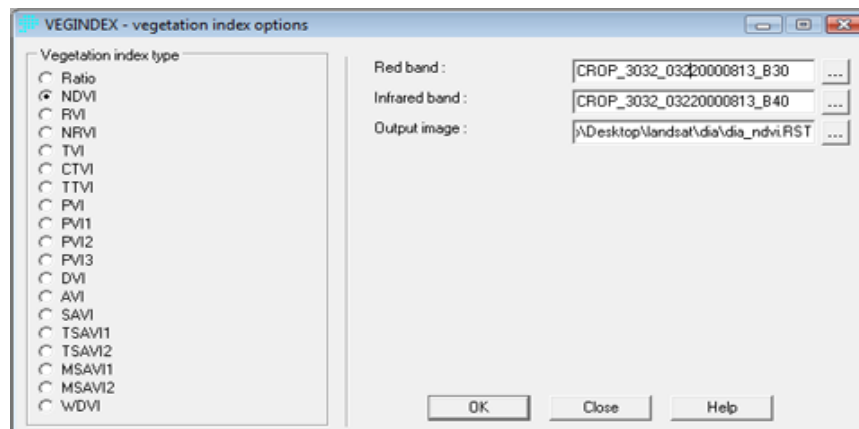 VEGINDEX - vegetation index options
Vegetation index type
Ratio
NDVI
RVI
NRVI
TVI
CTVI
TTVI
PVI
PVI1
PVI2
PVI3
DVI
AVI
SAVI
TSAVI1
TSAVI2
MSAVI1
MSAVI2
WDVI
Red band :
CROP_3032_03220000813_B30
...
Infrared band :
CROP_3032_03220000813_B40
...
Output image :
\Desktop\landsat\dia\dia_ndvi.RST
...
OK
Close
Help